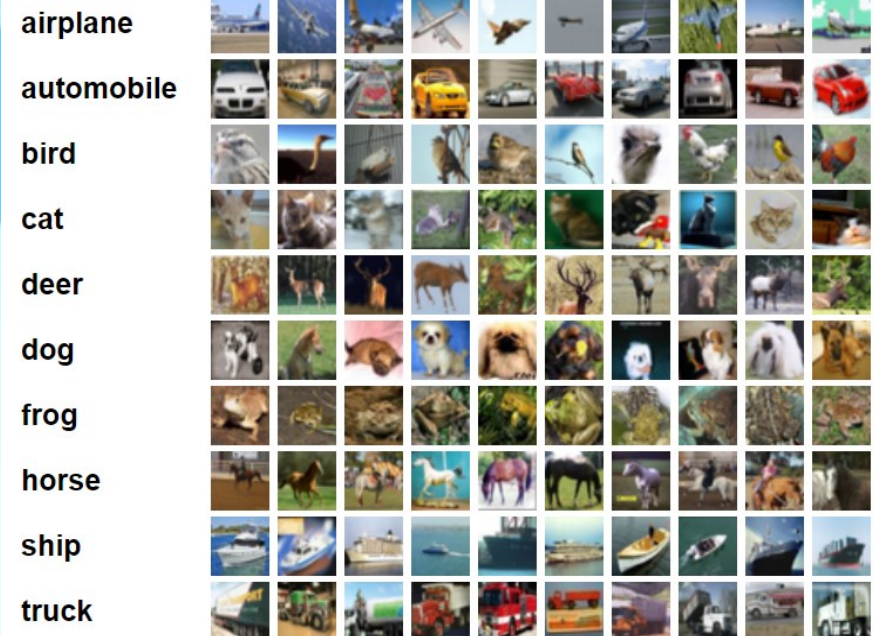 airplane
automobile
bird
cat
deer
dog
frog
horse
ship
truck